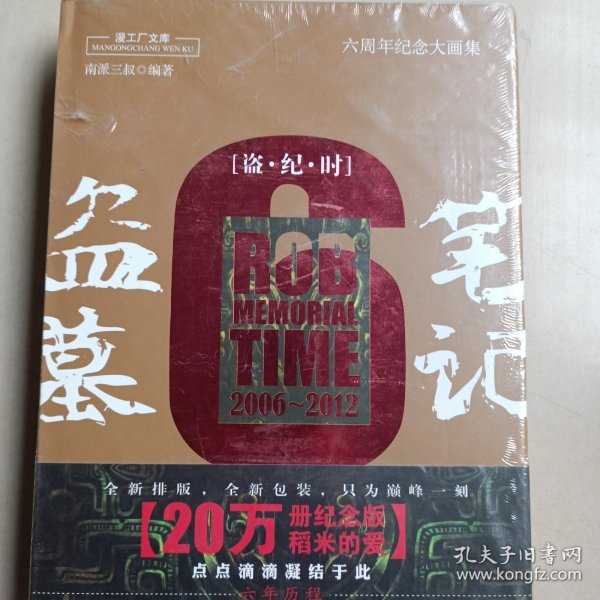 漫工厂文库
MANGONGCHANG WEN KU
南派三叔◎编著
六周年纪念大画集
[盗·纪·时]
盗墓
笔记
ROB
MEMORIAL
TIME
2006~2012
全新排版，全新包装，只为巅峰一刻。
【20万册纪念版
稻米的爱】
点点滴滴凝结于此
六年历程
孔夫子旧书网
www.kongfz.com